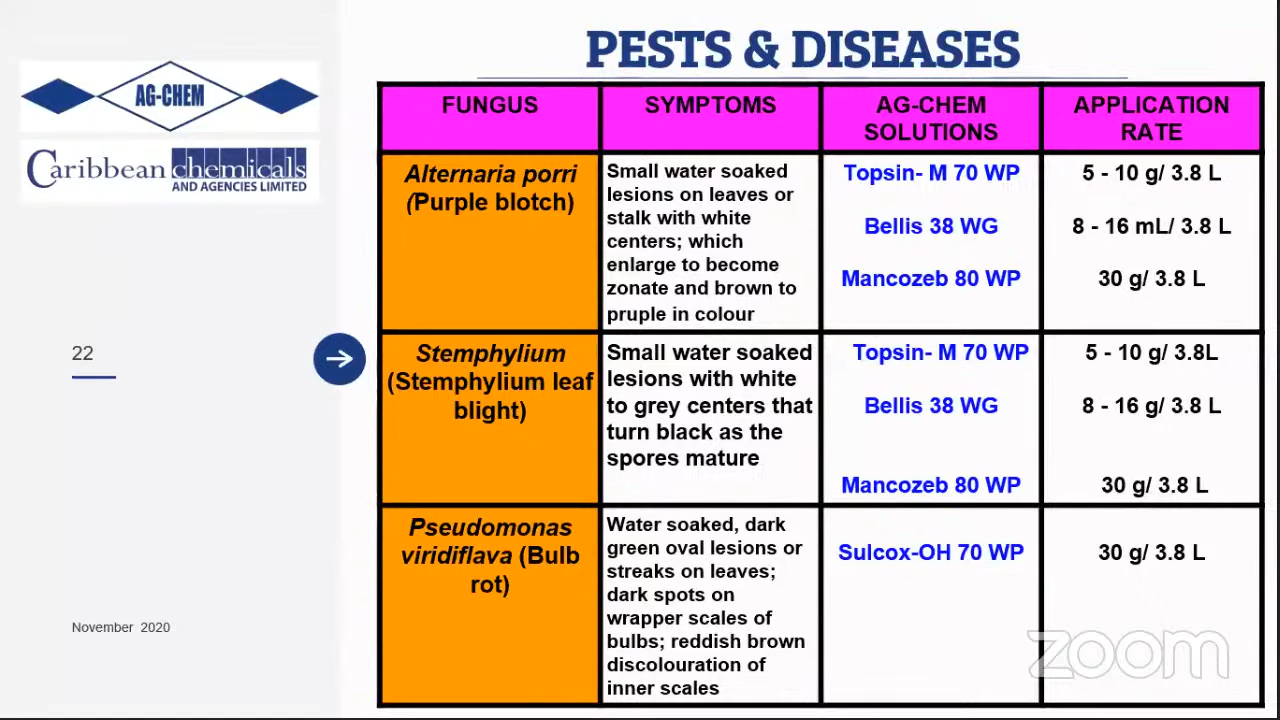 PESTS & DISEASES
AG-CHEM
Caribbean chemicals
AND AGENCIES LIMITED
22
November 2020
FUNGUS
SYMPTOMS
AG-CHEM
SOLUTIONS
APPLICATION
RATE
Alternaria porri
(Purple blotch)
Small water soaked
lesions on leaves or
stalk with white
centers; which
enlarge to become
zonate and brown to
pruple in colour
Topsin- M 70 WP
Bellis 38 WG
Mancozeb 80 WP
5 - 10 g/ 3.8 L
8 - 16 mL/ 3.8 L
30 g/ 3.8 L
Stemphylium
(Stemphylium leaf
blight)
Small water soaked
lesions with white
to grey centers that
turn black as the
spores mature
Topsin- M 70 WP
Bellis 38 WG
Mancozeb 80 WP
5 - 10 g/ 3.8L
8 - 16 g/ 3.8 L
30 g/ 3.8 L
Pseudomonas
viridiflava (Bulb
rot)
Water soaked, dark
green oval lesions or
streaks on leaves;
dark spots on
wrapper scales of
bulbs; reddish brown
discolouration of
inner scales
Sulcox-OH 70 WP
30 g/ 3.8 L
zoom